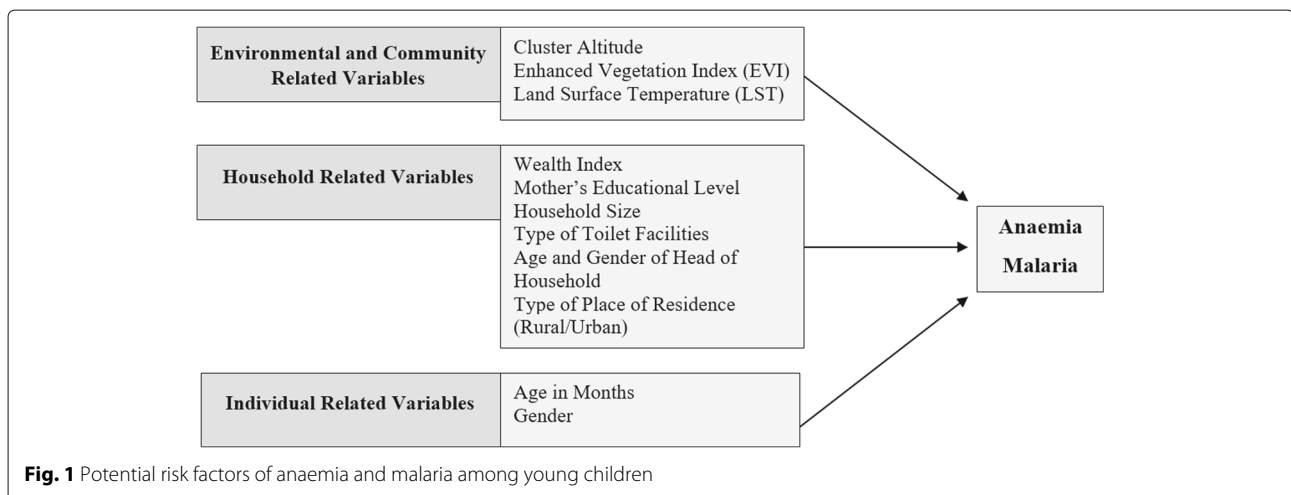 Environmental and Community
Related Variables
Cluster Altitude
Enhanced Vegetation Index (EVI)
Land Surface Temperature (LST)
Household Related Variables
Wealth Index
Mother's Educational Level
Household Size
Type of Toilet Facilities
Age and Gender of Head of
Household
Type of Place of Residence
(Rural/Urban)
Individual Related Variables
Age in Months
Gender
Anaemia
Malaria
Fig. 1 Potential risk factors of anaemia and malaria among young children